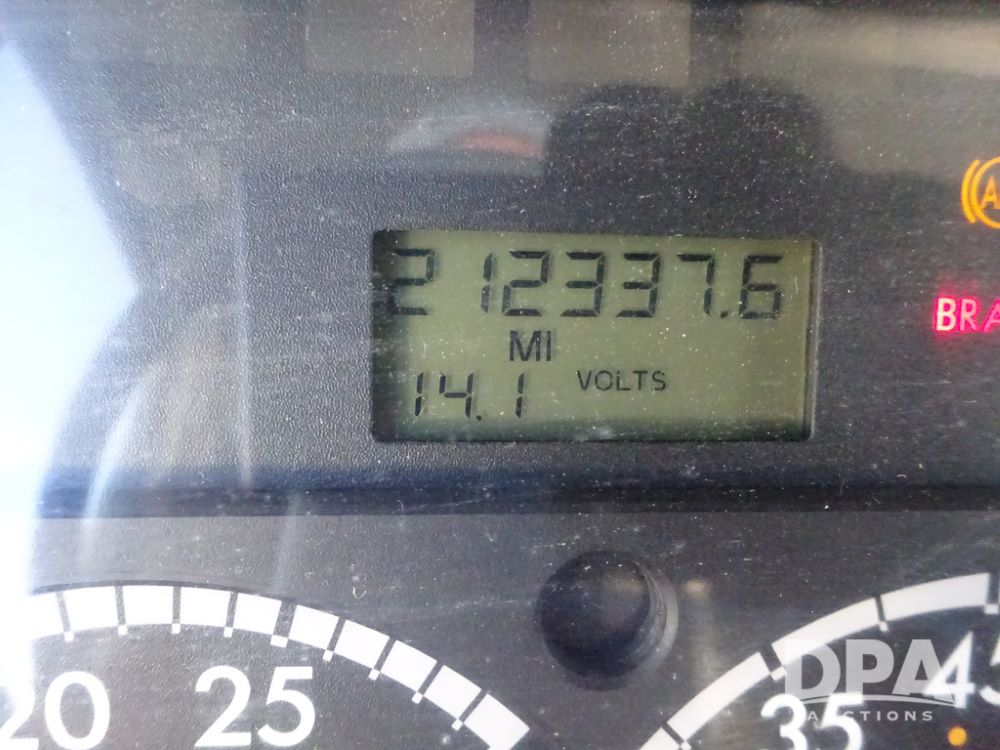 212337.6
MI
14.1 VOLTS
BRA
20 25
35 45
DPA
AUCTIONS